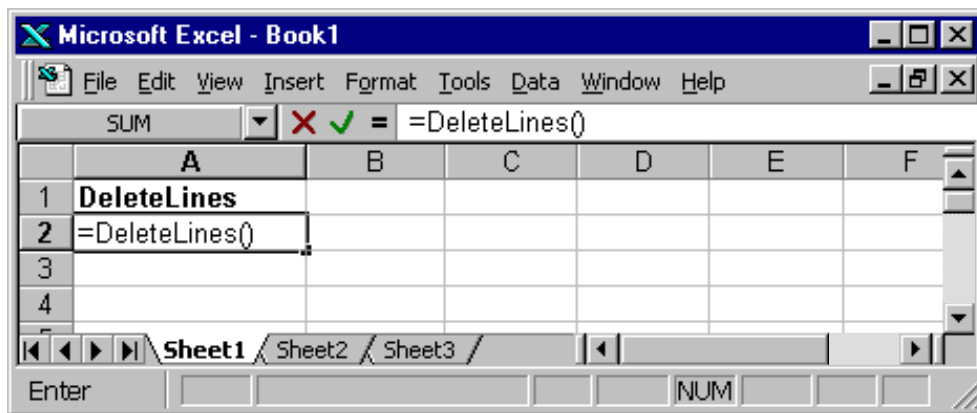 Microsoft Excel - Book1
File Edit View Insert Format Tools Data Window Help
SUM = =DeleteLines()
A B C D E F
1 DeleteLines
2 =DeleteLines()
3
4
Sheet1 Sheet2 Sheet3
Enter NUM